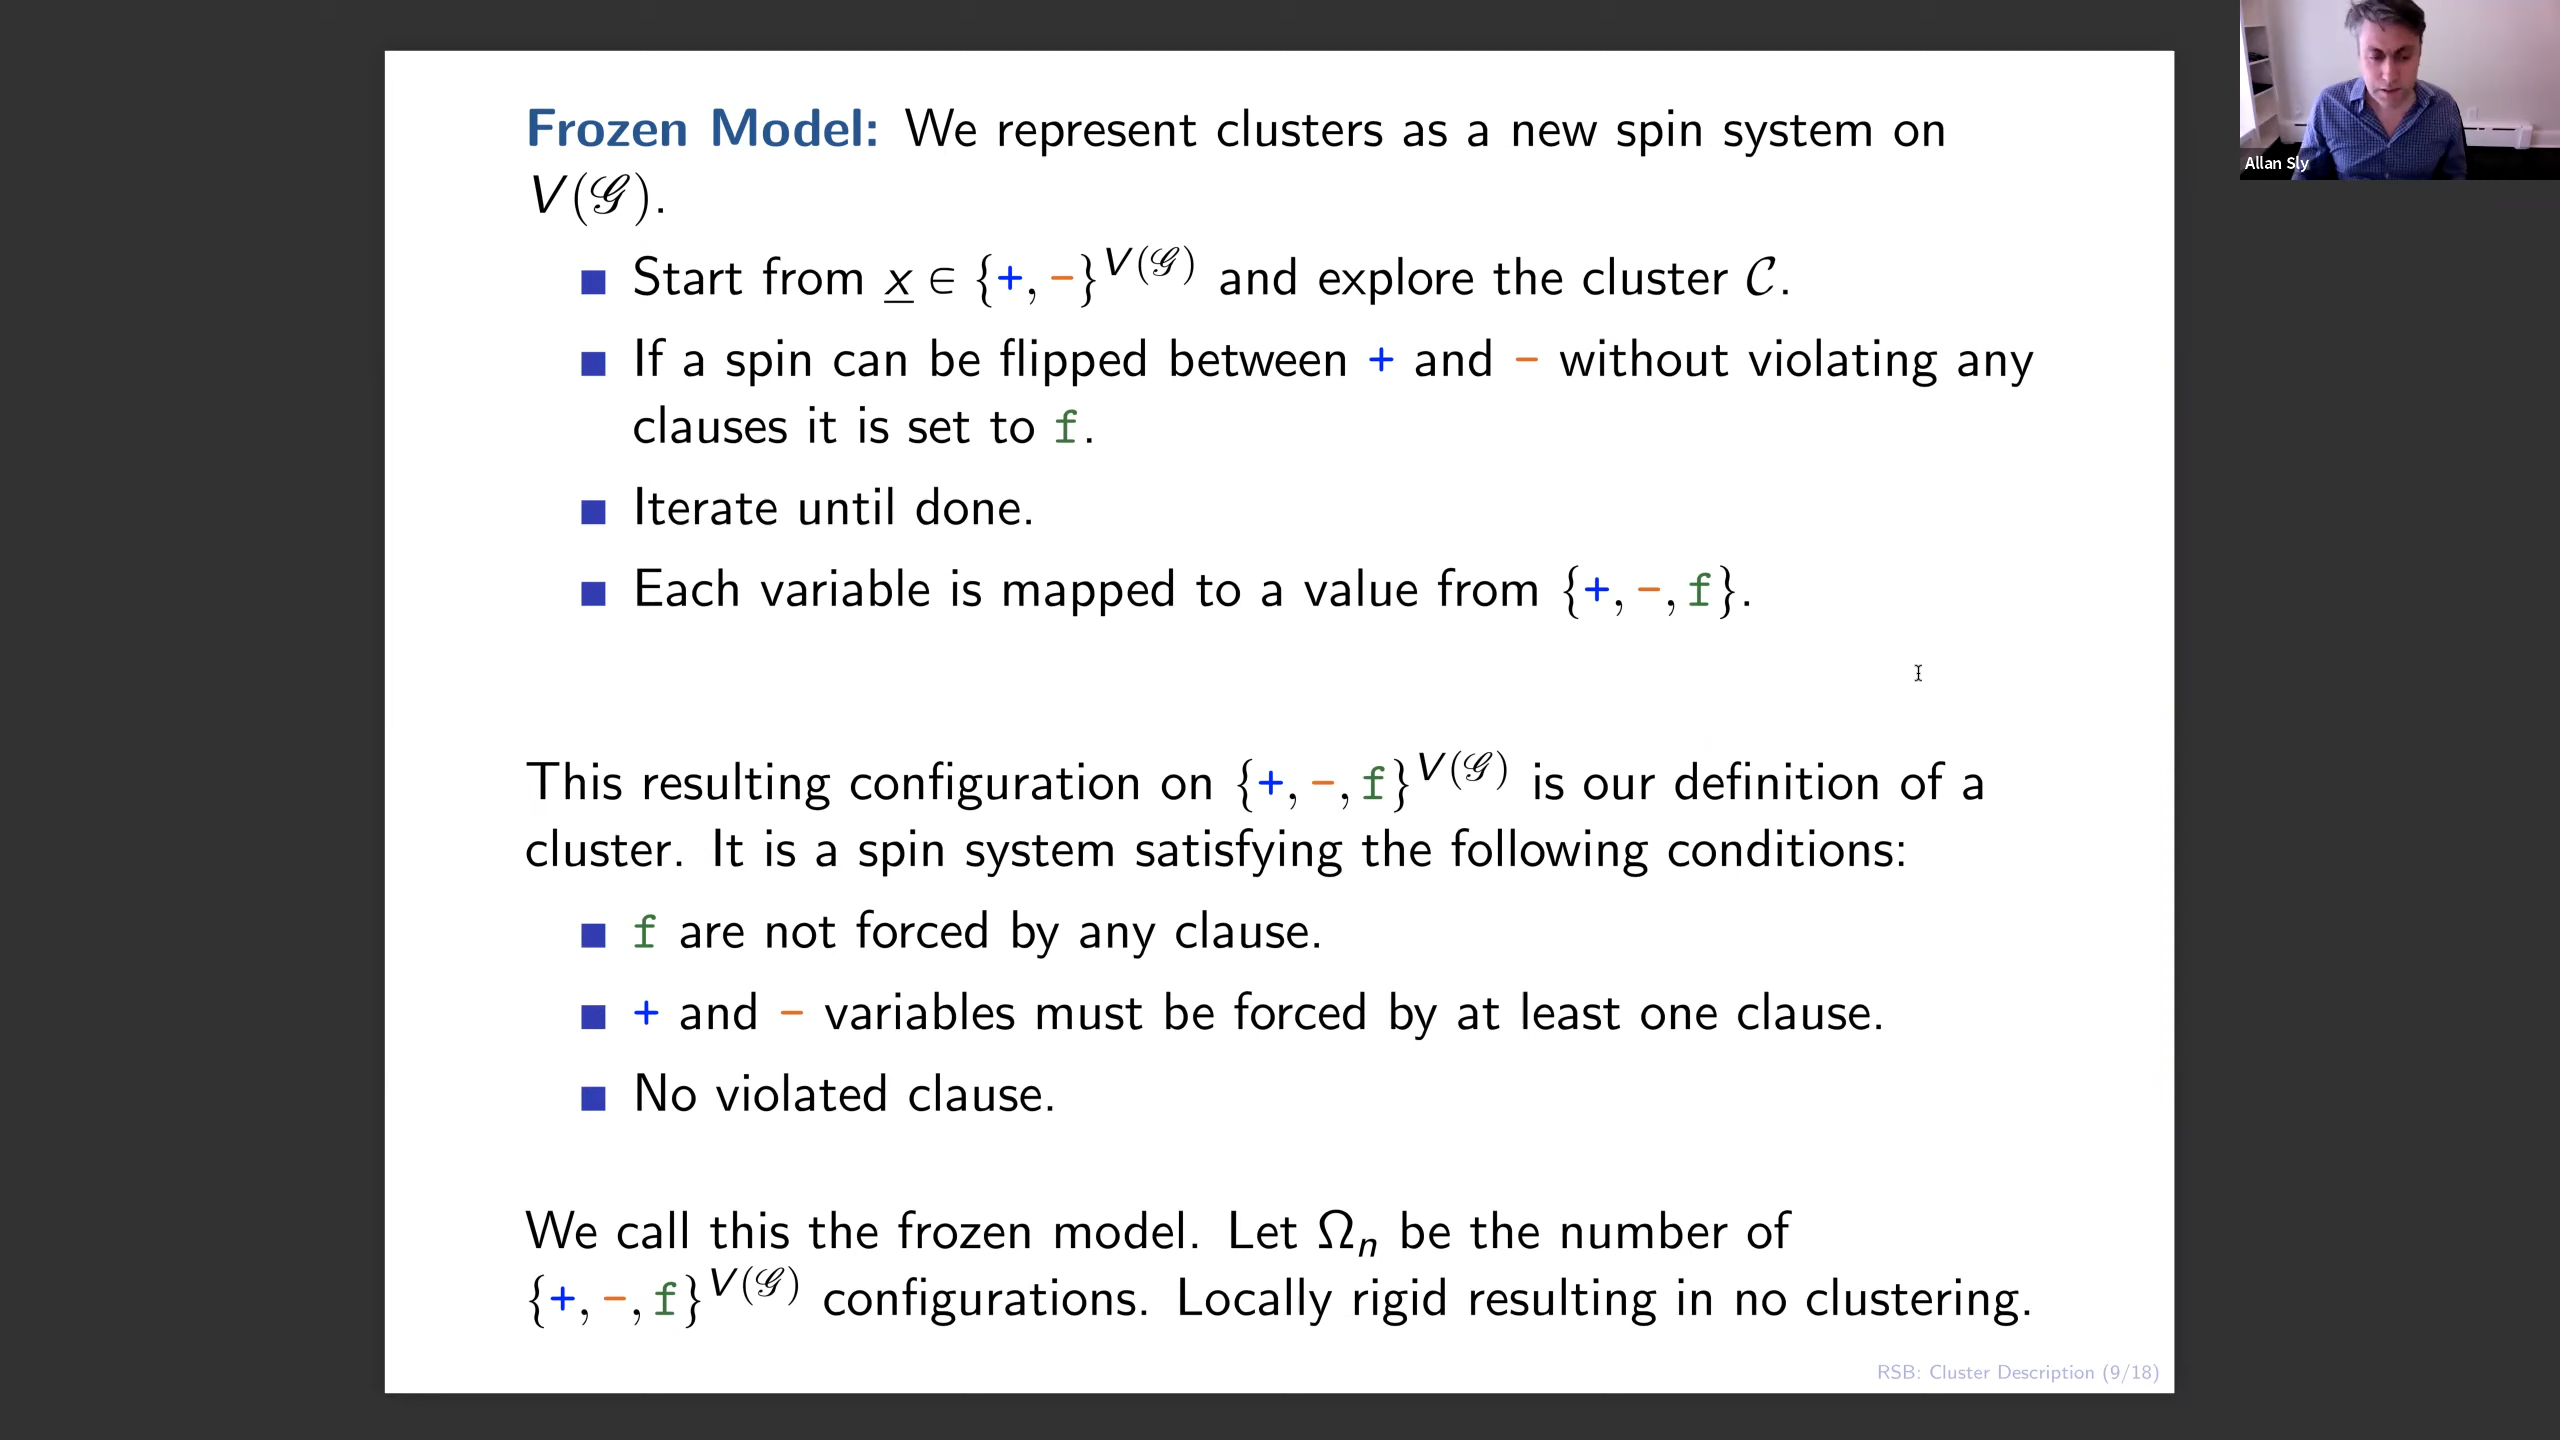 Frozen Model: We represent clusters as a new spin system on
V(𝒢).
■ Start from x ∈ {+, −}^V(𝒢) and explore the cluster 𝒞.
■ If a spin can be flipped between + and − without violating any
clauses it is set to f.
■ Iterate until done.
■ Each variable is mapped to a value from {+, −, f}.
This resulting configuration on {+, −, f}^V(𝒢) is our definition of a
cluster. It is a spin system satisfying the following conditions:
■ f are not forced by any clause.
■ + and − variables must be forced by at least one clause.
■ No violated clause.
We call this the frozen model. Let Ωₙ be the number of
{+, −, f}^V(𝒢) configurations. Locally rigid resulting in no clustering.
RSB: Cluster Description (9/18)
Allan Sly